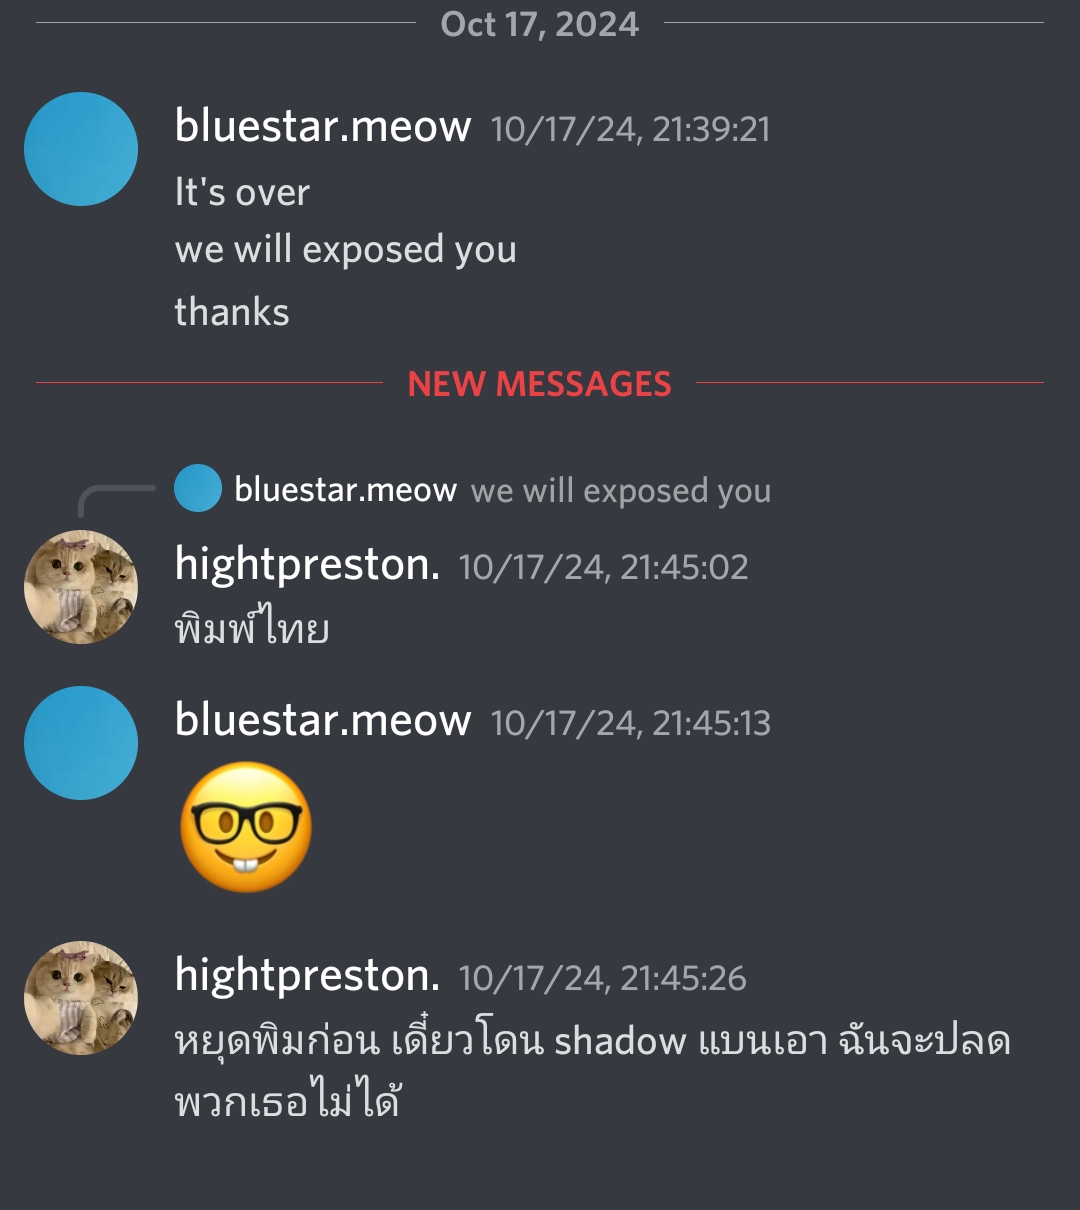 Oct 17, 2024
bluestar.meow 10/17/24, 21:39:21
It's over
we will exposed you
thanks
NEW MESSAGES
bluestar.meow we will exposed you
hightpreston. 10/17/24, 21:45:02
พิมพ์ไทย
bluestar.meow 10/17/24, 21:45:13
🤓
hightpreston. 10/17/24, 21:45:26
หยุดพิมก่อน เดี๋ยวโดน shadow แบนเอา ฉันจะปลด
พวกเธอไม่ได้